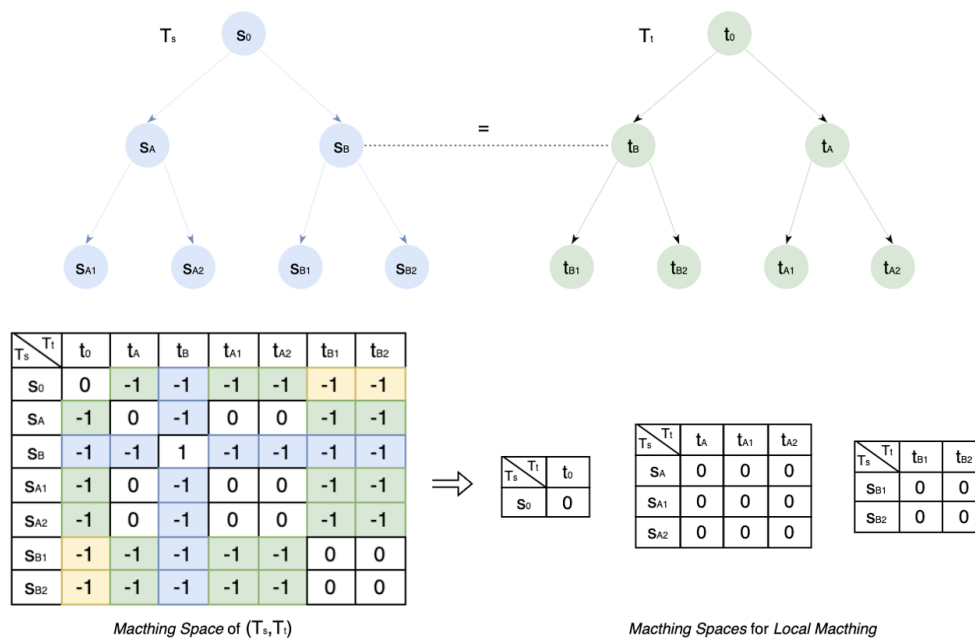 Ts s0 Tt t0
=
sA sB tB tA
sA1 sA2 sB1 sB2 tB1 tB2 tA1 tA2
Ts Tt t0 tA tB tA1 tA2 tB1 tB2
s0 0 -1 -1 -1 -1 -1 -1
sA -1 0 -1 0 0 -1 -1
sB -1 -1 1 -1 -1 -1 -1
sA1 -1 0 -1 0 0 -1 -1
sA2 -1 0 -1 0 0 -1 -1
sB1 -1 -1 -1 -1 -1 0 0
sB2 -1 -1 -1 -1 -1 0 0
Ts Tt t0
s0 0
Ts Tt tA tA1 tA2
sA 0 0 0
sA1 0 0 0
sA2 0 0 0
Ts Tt tB1 tB2
sB1 0 0
sB2 0 0
Macthing Space of (Ts,Tt)
Macthing Spaces for Local Macthing